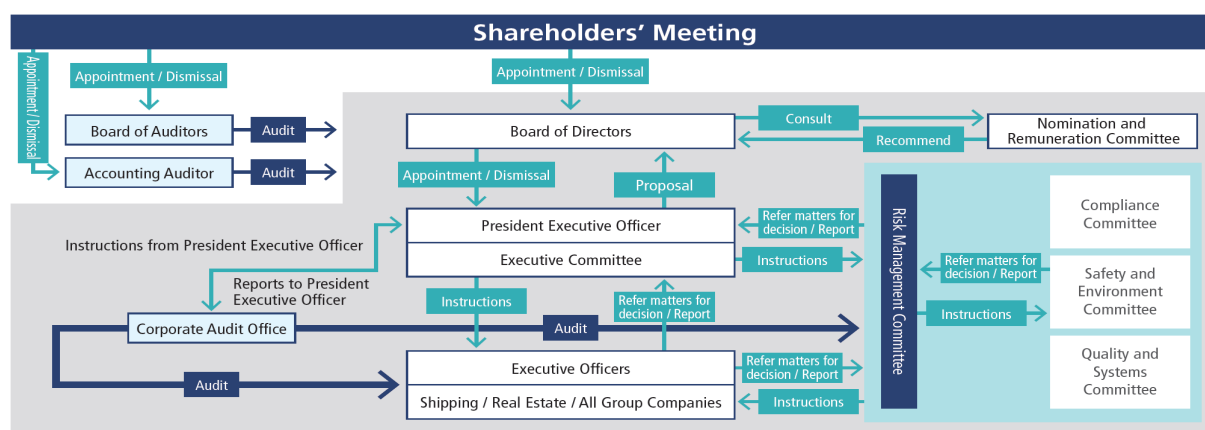 Shareholders' Meeting
Appointment / Dismissal
Appointment / Dismissal
Appointment / Dismissal
Board of Auditors
Audit
Accounting Auditor
Audit
Board of Directors
Consult
Recommend
Nomination and
Remuneration Committee
Appointment / Dismissal
Proposal
President Executive Officer
Executive Committee
Refer matters for
decision / Report
Instructions
Risk Management Committee
Compliance
Committee
Refer matters for
decision / Report
Safety and
Environment
Committee
Instructions
Quality and
Systems
Committee
Instructions from President Executive Officer
Reports to President
Executive Officer
Instructions
Refer matters for
decision / Report
Corporate Audit Office
Audit
Audit
Executive Officers
Shipping / Real Estate / All Group Companies
Refer matters for
decision / Report
Instructions